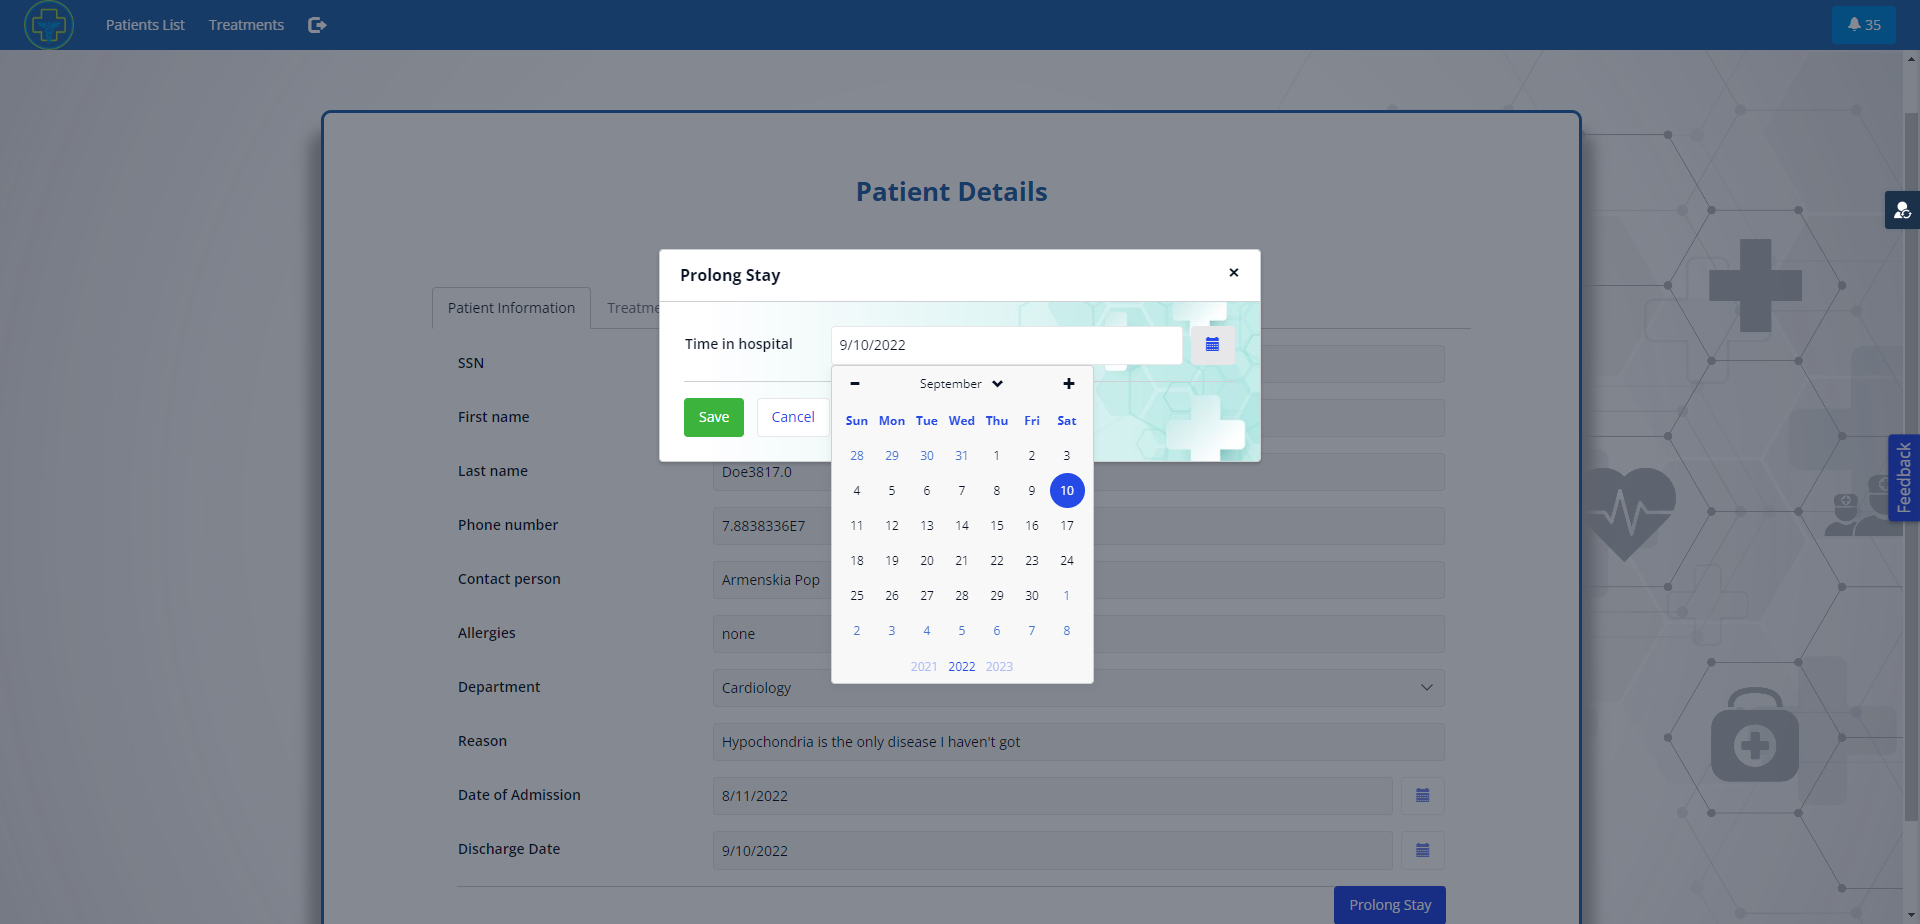 Patients List Treatments 35
Patient Details
Prolong Stay ×
Patient Information Treatme
Time in hospital 9/10/2022
SSN
September
Save Cancel
First name
Sun Mon Tue Wed Thu Fri Sat
28 29 30 31 1 2 3
Last name Doe3817.0
4 5 6 7 8 9 10
Feedback
Phone number 7.8838336E7
11 12 13 14 15 16 17
18 19 20 21 22 23 24
Contact person Armenskia Pop
25 26 27 28 29 30 1
Allergies none
2 3 4 5 6 7 8
2021 2022 2023
Department Cardiology
Reason Hypochondria is the only disease I haven't got
Date of Admission 8/11/2022
Discharge Date 9/10/2022
Prolong Stay